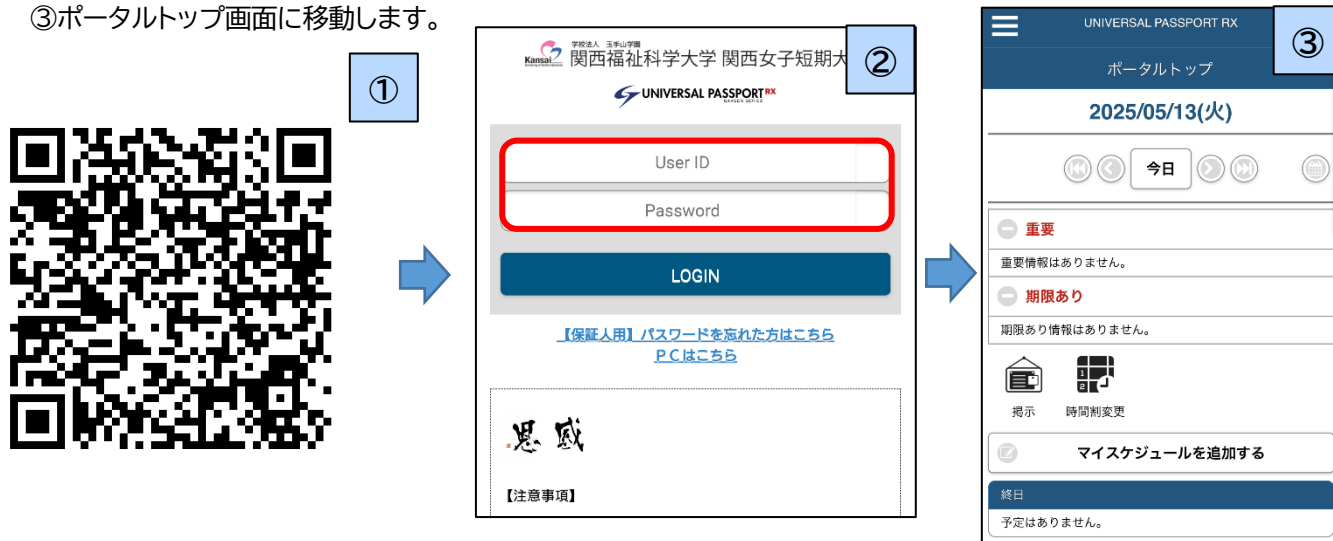 ③ポータルトップ画面に移動します。
①
②
学校法人 玉手山学園
Kansai 関西福祉科学大学 関西女子短期大
UNIVERSAL PASSPORT RX
User ID
Password
LOGIN
【保証人用】パスワードを忘れた方はこちら
ＰＣはこちら
恩感
【注意事項】
③
UNIVERSAL PASSPORT RX
ポータルトップ
2025/05/13(火)
今日
重要
重要情報はありません。
期限あり
期限あり情報はありません。
掲示 時間割変更
マイスケジュールを追加する
終日
予定はありません。